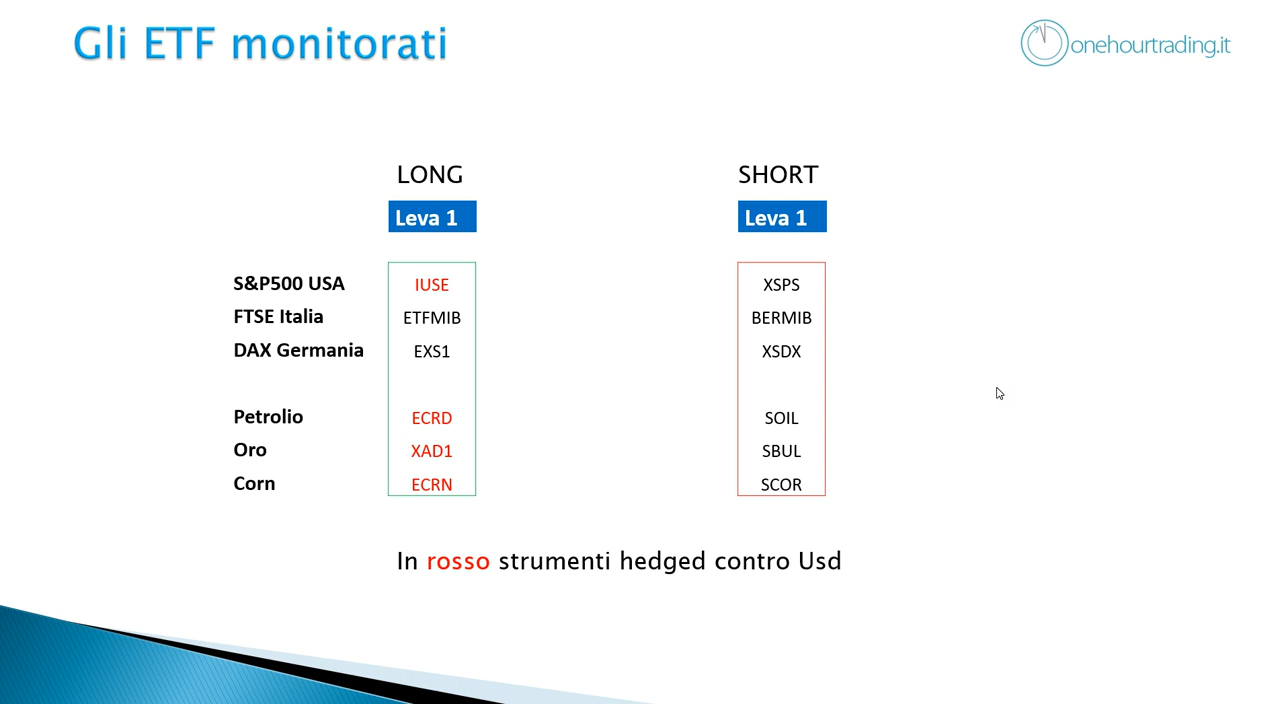 Gli ETF monitorati
onehourtrading.it
LONG SHORT
Leva 1 Leva 1
S&P500 USA IUSE XSPS
FTSE Italia ETFMIB BERMIB
DAX Germania EXS1 XSDX
Petrolio ECRD SOIL
Oro XAD1 SBUL
Corn ECRN SCOR
In rosso strumenti hedged contro Usd